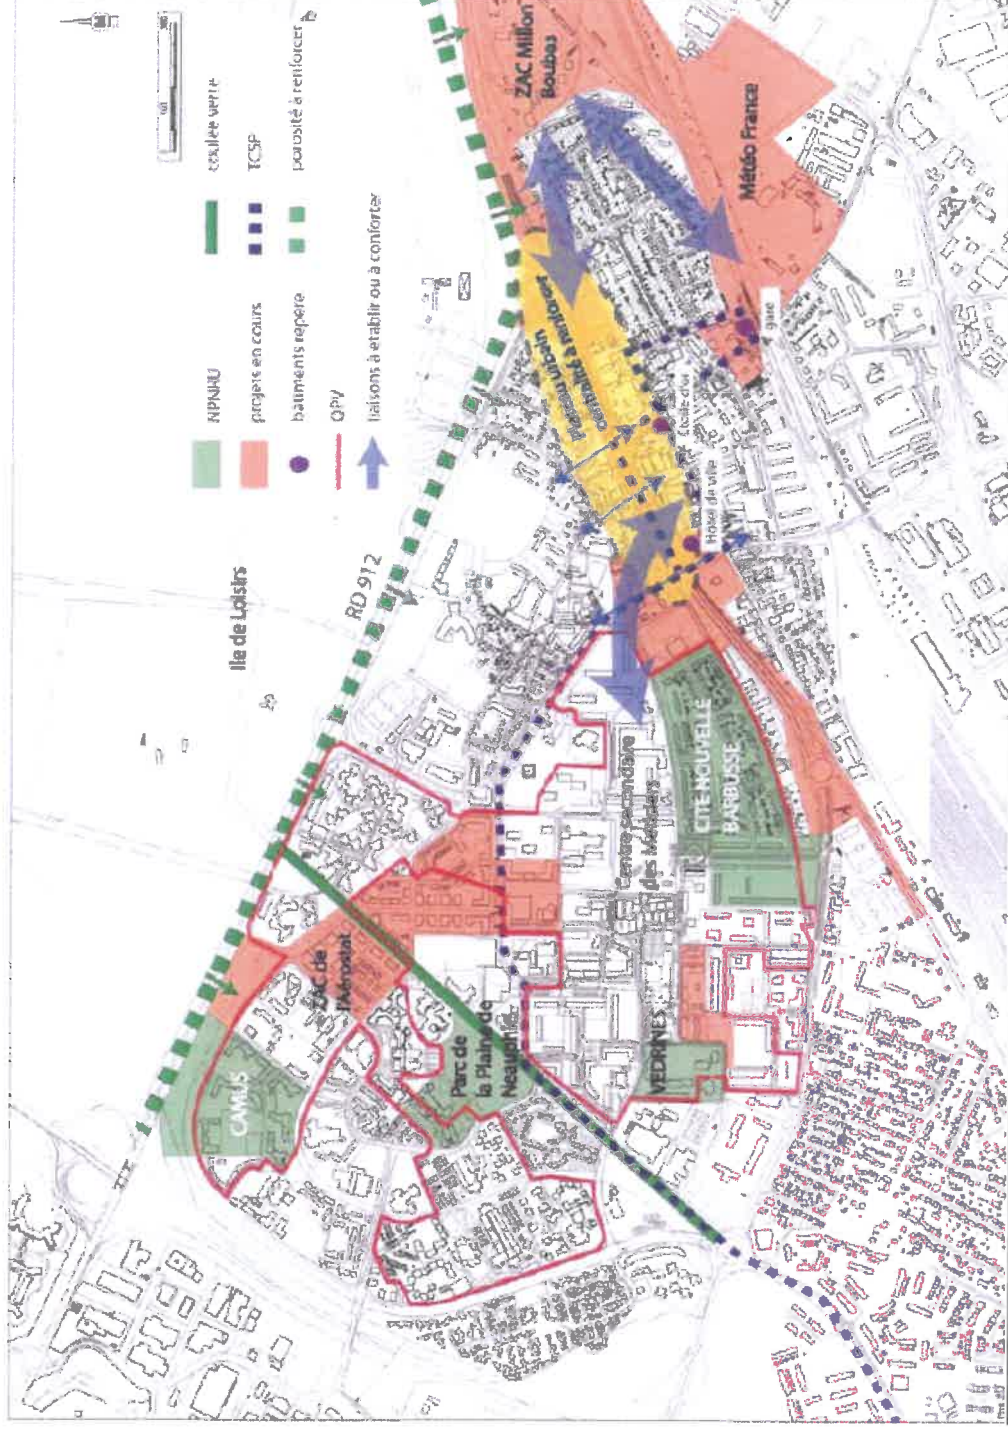 NPNRU
projets en cours
bâtiments repère
QPV
liaisons à établir ou à conforter
coulée verte
TCSP
porosité à renforcer
Ile de Loisirs
RD 912
CAMUS
ZAC de
l'Aérostat
Parc de
la Plaine de
Neauphle
ZAC Millon
Boubas
Plateau urbain
centralité à renforcer
Centre secondaire
des Merisiers
CITE NOUVELLE
BARBUSSE
VEDRINES
Etoile d'or
Hôtel de ville
gare
Météo France